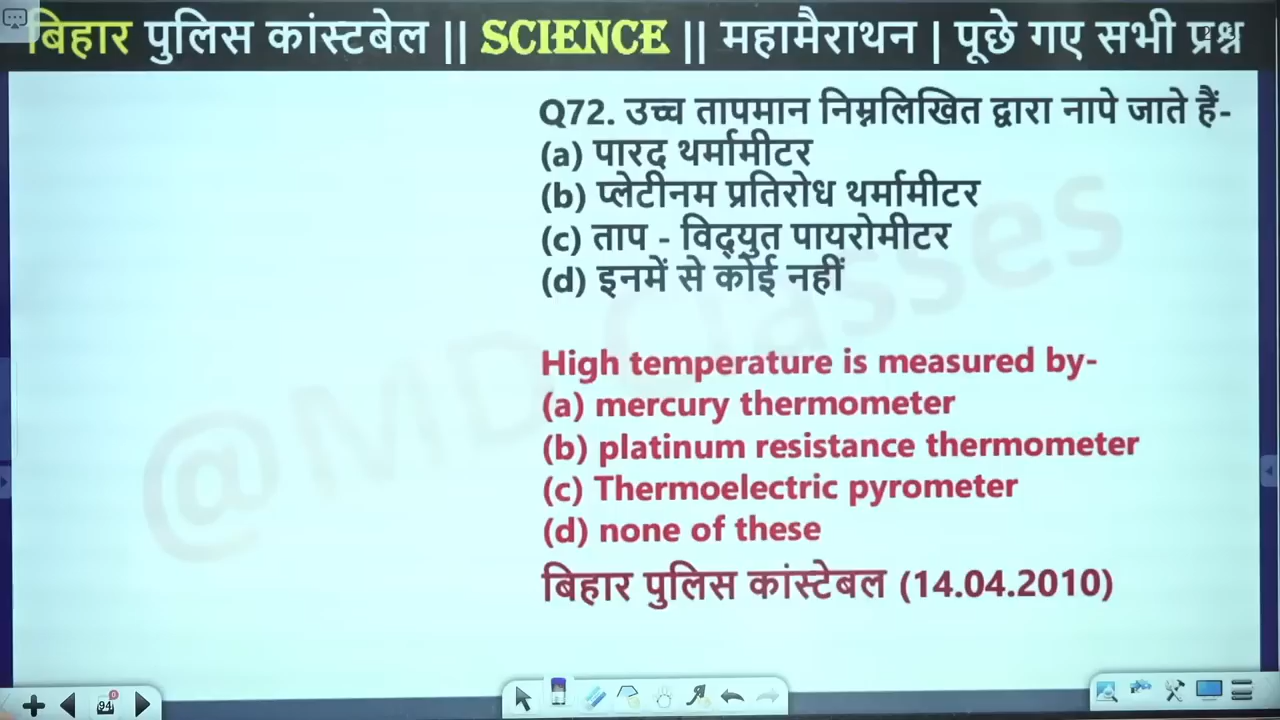 बिहार पुलिस कांस्टबेल || SCIENCE || महामैराथन | पूछे गए सभी प्रश्न
Q72. उच्च तापमान निम्नलिखित द्वारा नापे जाते हैं-
(a) पारद थर्मामीटर
(b) प्लेटीनम प्रतिरोध थर्मामीटर
(c) ताप - विद्युत पायरोमीटर
(d) इनमें से कोई नहीं
@MD Classes
High temperature is measured by-
(a) mercury thermometer
(b) platinum resistance thermometer
(c) Thermoelectric pyrometer
(d) none of these
बिहार पुलिस कांस्टेबल (14.04.2010)
94